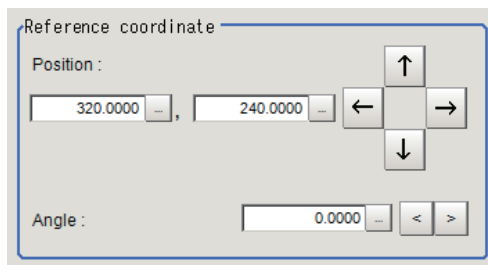 Reference coordinate
Position :
↑
320.0000 ... , 240.0000 ... ← →
↓
Angle : 0.0000 ... < >